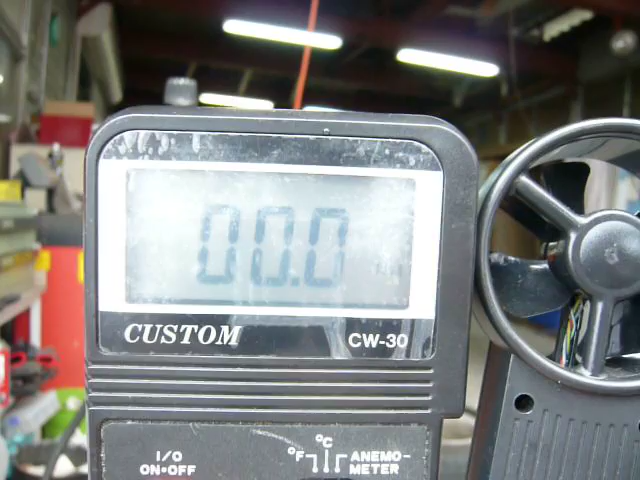 00.0
CUSTOM CW-30
I/O
ON•OFF
°C
°F
ANEMO-
METER